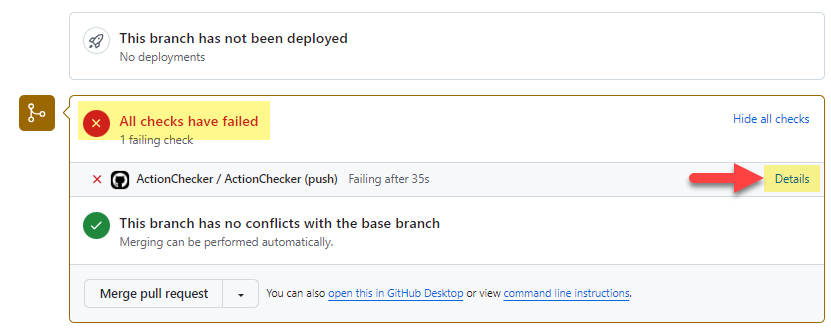 This branch has not been deployed
No deployments
All checks have failed
1 failing check
Hide all checks
ActionChecker / ActionChecker (push) Failing after 35s
Details
This branch has no conflicts with the base branch
Merging can be performed automatically.
Merge pull request
You can also open this in GitHub Desktop or view command line instructions.